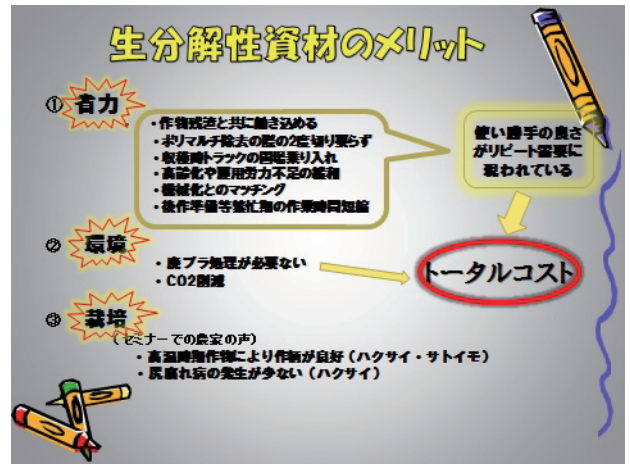 生分解性資材のメリット
① 省力
・作物残渣と共に鋤き込める
・ポリマルチ除去の際の2度切り要らず
・収穫時トラックの圃場乗り入れ
・高齢化や雇用労力不足の緩和
・機械化とのマッチング
・後作準備等繁忙期の作業時間短縮
使い勝手の良さ
がリピート需要に
現われている
② 環境
・廃プラ処理が必要ない
・CO2削減
トータルコスト
③ 栽培
（セミナーでの農家の声）
・高温時期作物により作柄が良好（ハクサイ・サトイモ）
・尻腐れ病の発生が少ない（ハクサイ）